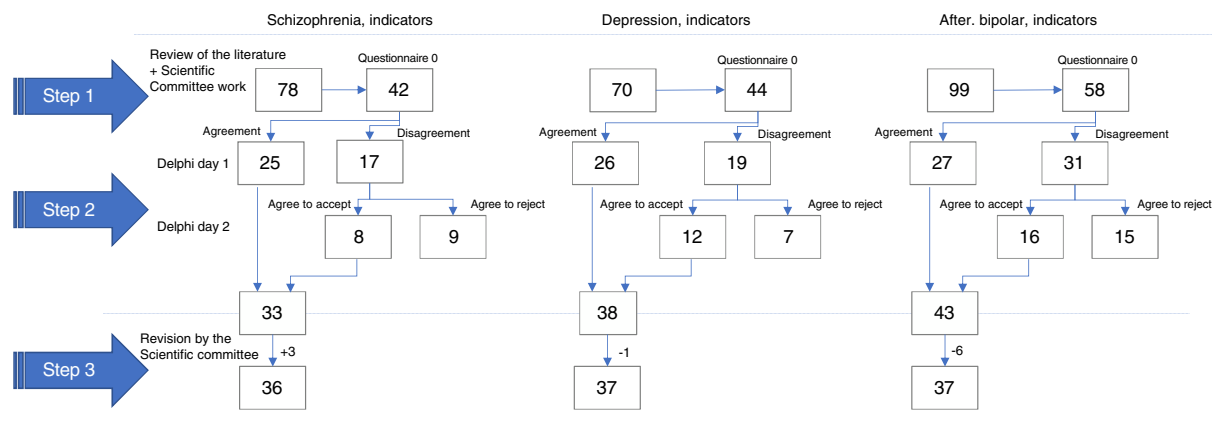 Schizophrenia, indicators
Depression, indicators
After. bipolar, indicators
Review of the literature
+ Scientific
Committee work
Step 1
Questionnaire 0
78
42
Questionnaire 0
70
44
Questionnaire 0
99
58
Agreement
Disagreement
Agreement
Disagreement
Agreement
Disagreement
Delphi day 1
25
17
26
19
27
31
Step 2
Agree to accept
Agree to reject
Agree to accept
Agree to reject
Agree to accept
Agree to reject
Delphi day 2
8
9
12
7
16
15
33
38
43
Revision by the
Scientific committee
+3
-1
-6
Step 3
36
37
37